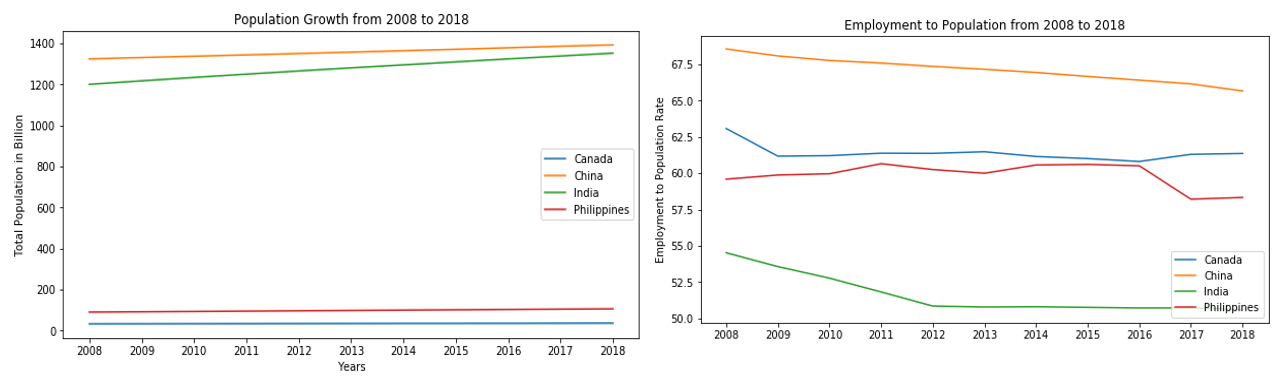 Population Growth from 2008 to 2018
Total Population in Billion
1400
1200
1000
800
600
400
200
0
Canada
China
India
Philippines
2008 2009 2010 2011 2012 2013 2014 2015 2016 2017 2018
Years
Employment to Population from 2008 to 2018
Employment to Population Rate
67.5
65.0
62.5
60.0
57.5
55.0
52.5
50.0
Canada
China
India
Philippines
2008 2009 2010 2011 2012 2013 2014 2015 2016 2017 2018